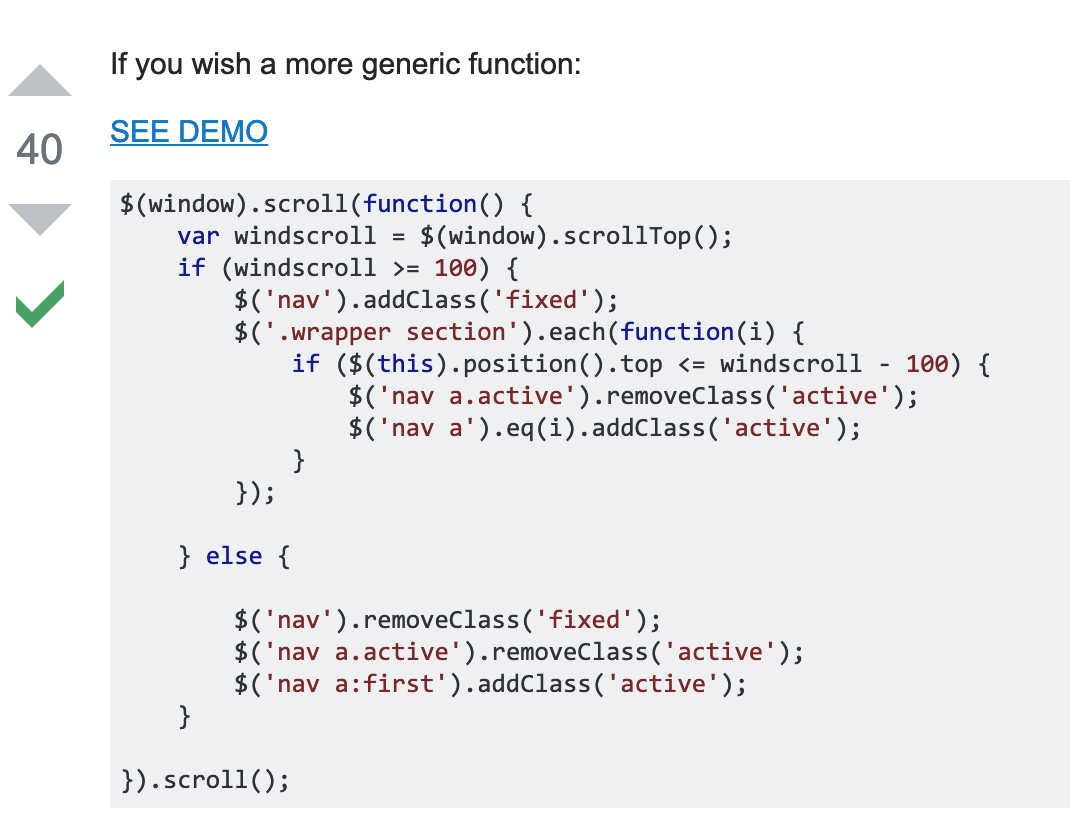 If you wish a more generic function:
40
SEE DEMO
$(window).scroll(function() {
    var windscroll = $(window).scrollTop();
    if (windscroll >= 100) {
        $('nav').addClass('fixed');
        $('.wrapper section').each(function(i) {
            if ($(this).position().top <= windscroll - 100) {
                $('nav a.active').removeClass('active');
                $('nav a').eq(i).addClass('active');
            }
        });

    } else {

        $('nav').removeClass('fixed');
        $('nav a.active').removeClass('active');
        $('nav a:first').addClass('active');
    }

}).scroll();